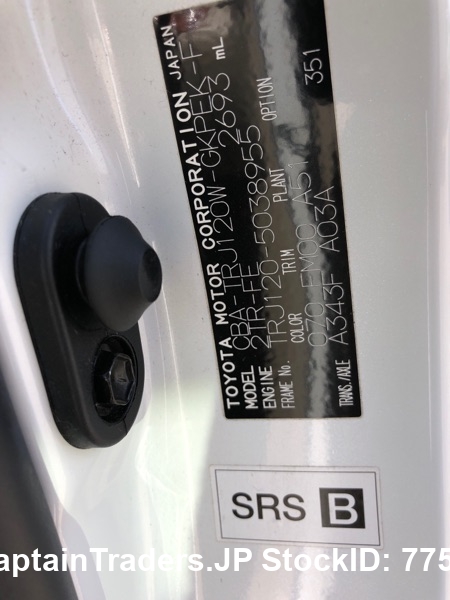 TOYOTA MOTOR CORPORATION JAPAN
MODEL CBA-TRJ120W-GKPEK-F
ENGINE 2TR-FE 2693 mL
FRAME No. TRJ120-5038955
COLOR TRIM PLANT OPTION
070 FM00 A51 351
TRANS./AXLE A343F A03A
SRS B
aptainTraders.JP StockID: 775